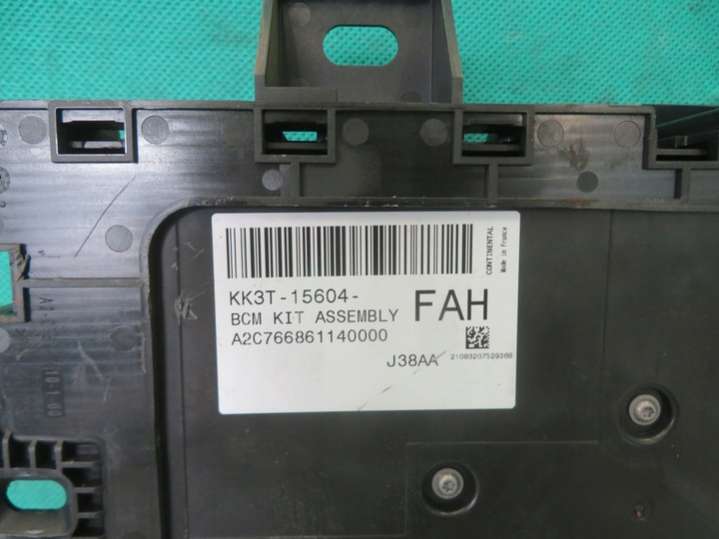 CONTINENTAL
Made in France
KK3T-15604-
FAH
BCM KIT ASSEMBLY
A2C766861140000
J38AA